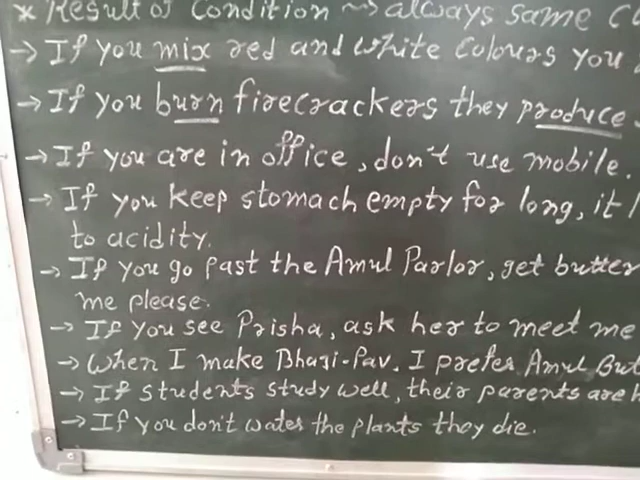 * Result of Condition ~> always same
→ If you mix red and white Colours you
→ If you burn firecrackers they produce
→ If you are in office, don't use mobile.
→ If you keep stomach empty for long, it
to acidity.
→ If you go past the Amul Parlor, get butter
me please.
→ If you see Prisha, ask her to meet me
→ When I make Bhazi-Pav. I prefer Amul But
→ If students study well, their parents are h
→ If you don't water the plants they die.